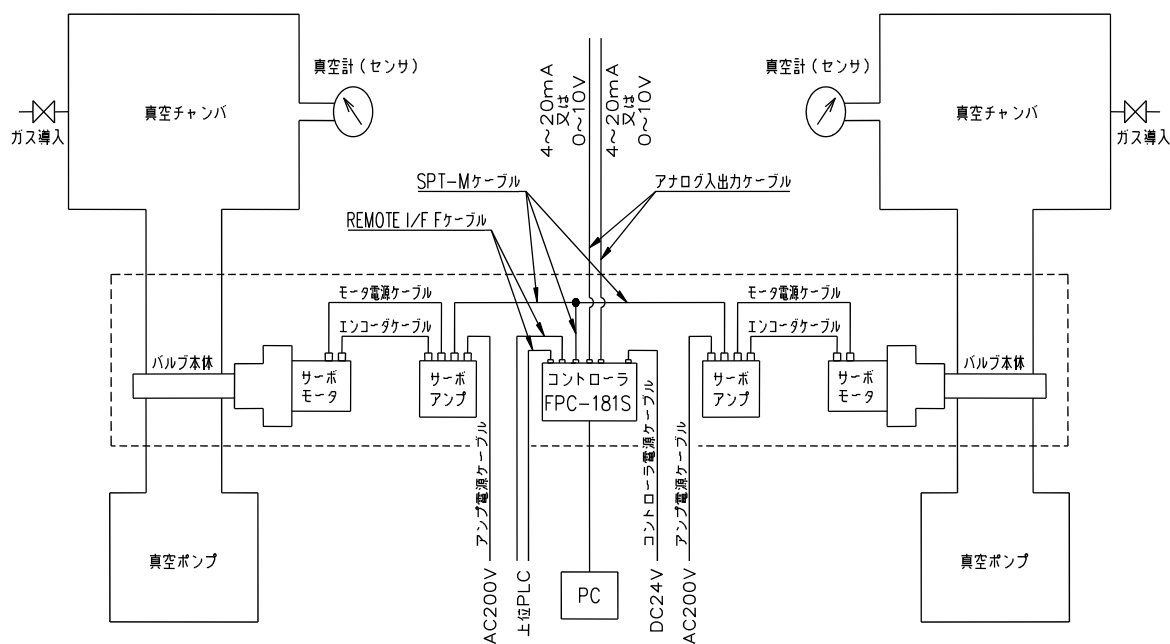 真空計(センサ)
真空チャンバ
ガス導入
4~20mA
又は
0~10V
4~20mA
又は
0~10V
真空計(センサ)
真空チャンバ
ガス導入
SPT-Mケーブル
アナログ入出力ケーブル
REMOTE I/F Fケーブル
モータ電源ケーブル
エンコーダケーブル
バルブ本体
サーボ
モータ
サーボ
アンプ
コントローラ
FPC-181S
モータ電源ケーブル
エンコーダケーブル
サーボ
アンプ
サーボ
モータ
バルブ本体
アンプ電源ケーブル
コントローラ電源ケーブル
アンプ電源ケーブル
真空ポンプ
AC200V
上位PLC
PC
DC24V
AC200V
真空ポンプ